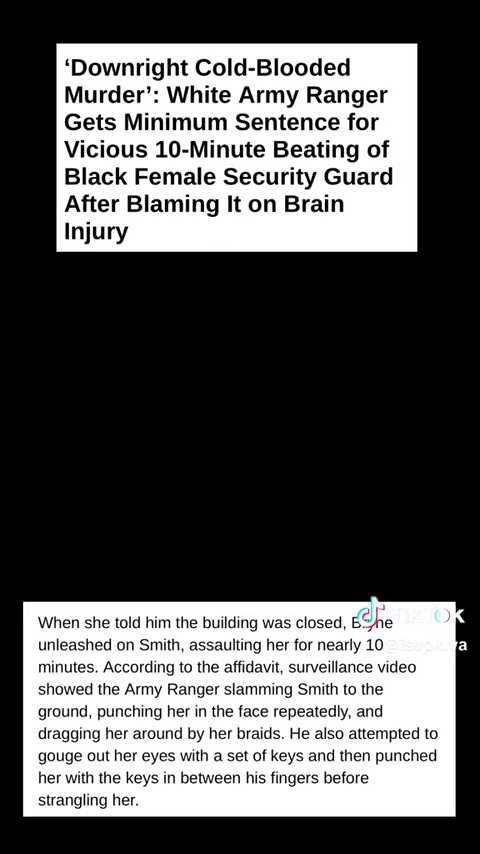 ‘Downright Cold-Blooded
Murder’: White Army Ranger
Gets Minimum Sentence for
Vicious 10-Minute Beating of
Black Female Security Guard
After Blaming It on Brain
Injury
When she told him the building was closed,
unleashed on Smith, assaulting her for nearly 10
minutes. According to the affidavit, surveillance video
showed the Army Ranger slamming Smith to the
ground, punching her in the face repeatedly, and
dragging her around by her braids. He also attempted to
gouge out her eyes with a set of keys and then punched
her with the keys in between his fingers before
strangling her.
TikTok